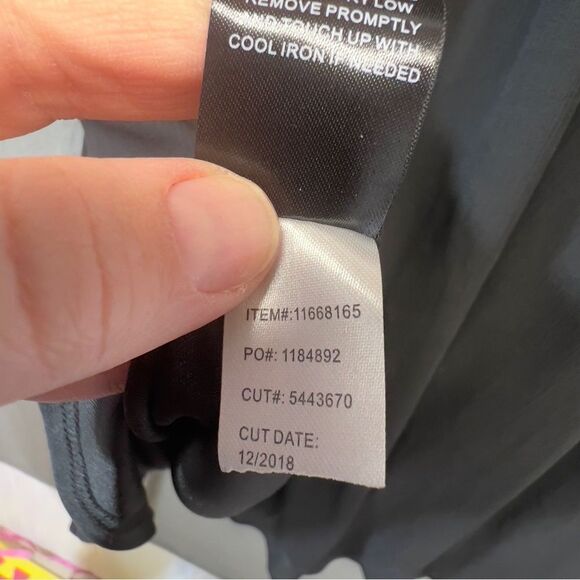 LOW
REMOVE PROMPTLY
AND TOUCH UP WITH
COOL IRON IF NEEDED
ITEM#:11668165
PO#: 1184892
CUT#: 5443670
CUT DATE:
12/2018